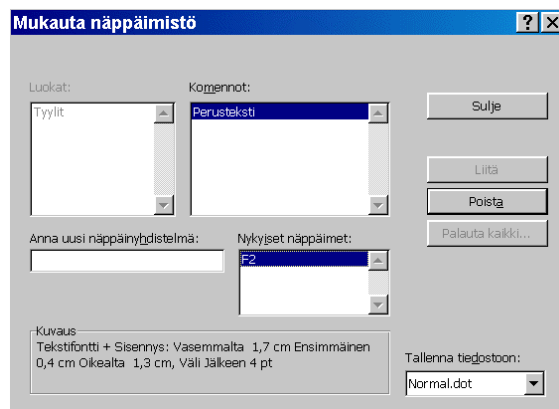 Mukauta näppäimistö
Luokat:
Komennot:
Tyylit
Perusteksti
Sulje
Liitä
Poista
Palauta kaikki...
Anna uusi näppäinyhdistelmä:
Nykyiset näppäimet:
F2
Kuvaus
Tekstifontti + Sisennys: Vasemmalta 1,7 cm Ensimmäinen
0,4 cm Oikealta 1,3 cm, Väli Jälkeen 4 pt
Tallenna tiedostoon:
Normal.dot